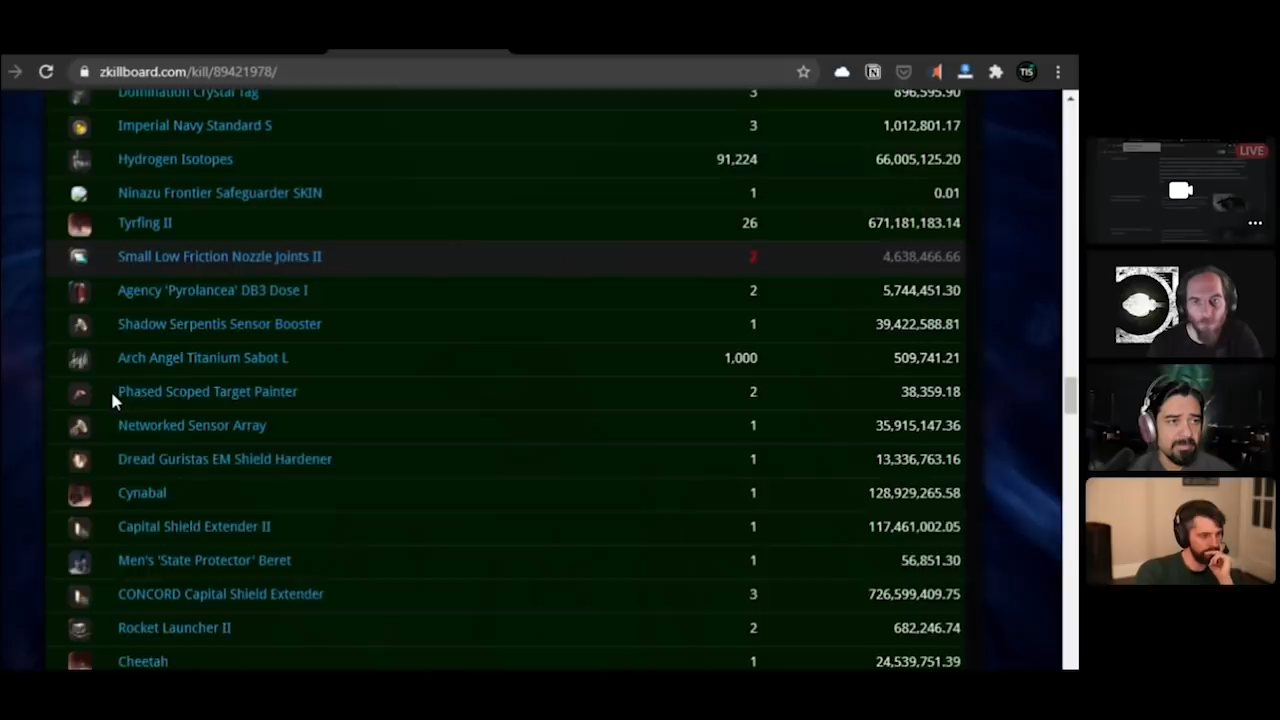 zkillboard.com/kill/89421978/
TIS
Domination Crystal Tag 3 896,595.90
Imperial Navy Standard S 3 1,012,801.17
Hydrogen Isotopes 91,224 66,005,125.20
Ninazu Frontier Safeguarder SKIN 1 0.01
Tyrfing II 26 671,181,183.14
Small Low Friction Nozzle Joints II 2 4,638,466.66
Agency 'Pyrolancea' DB3 Dose I 2 5,744,451.30
Shadow Serpentis Sensor Booster 1 39,422,588.81
Arch Angel Titanium Sabot L 1,000 509,741.21
Phased Scoped Target Painter 2 38,359.18
Networked Sensor Array 1 35,915,147.36
Dread Guristas EM Shield Hardener 1 13,336,763.16
Cynabal 1 128,929,265.58
Capital Shield Extender II 1 117,461,002.05
Men's 'State Protector' Beret 1 56,851.30
CONCORD Capital Shield Extender 3 726,599,409.75
Rocket Launcher II 2 682,246.74
Cheetah 1 24,539,751.39
LIVE